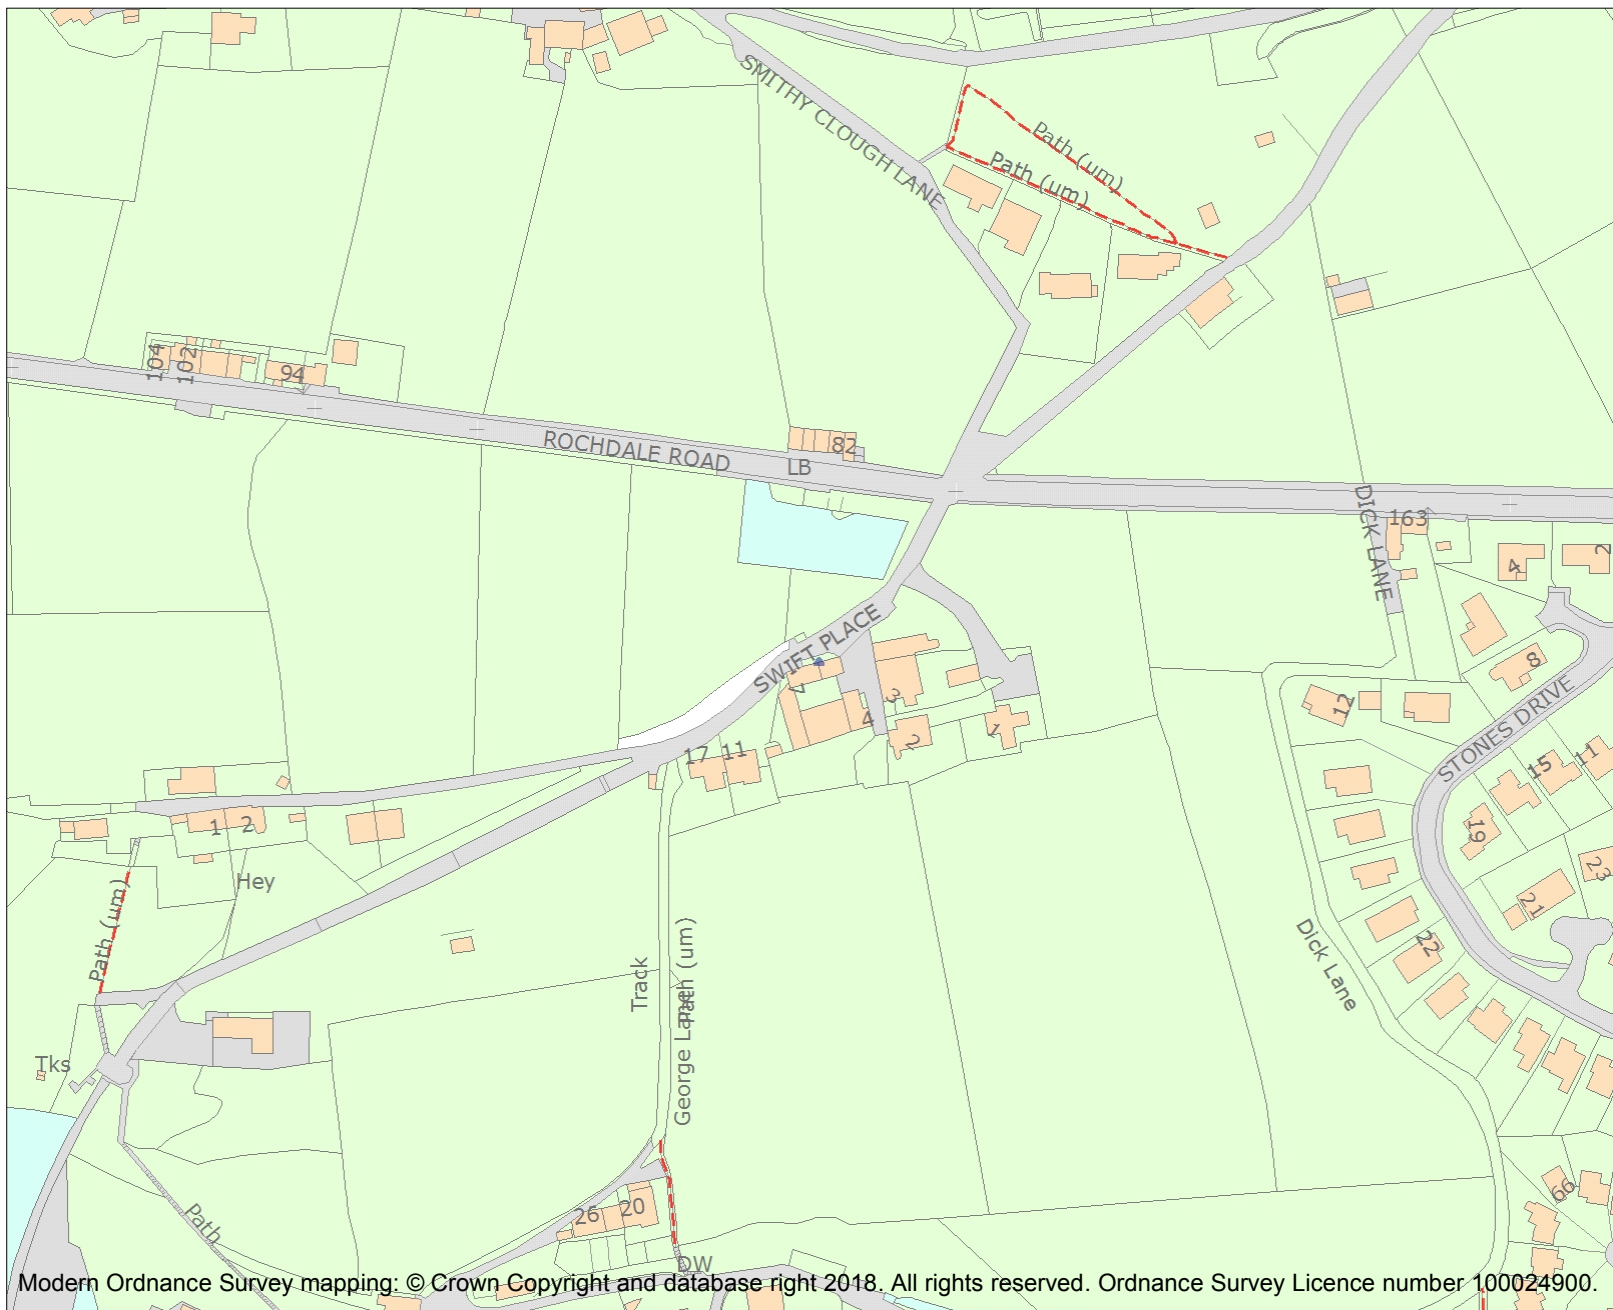 SMITHY CLOUGH LANE
Path (um)
Path (um)
104
102
94
ROCHDALE ROAD
82
LB
DICK LANE
163
4
2
SWIFT PLACE
7
3
4
2
1
8
12
STONES DRIVE
17
11
15
11
1
2
19
Hey
23
21
Path (um)
22
Dick Lane
Track
Path (um)
George Lane
Tks
Path
26
20
66
DW
Modern Ordnance Survey mapping: © Crown Copyright and database right 2018. All rights reserved. Ordnance Survey Licence number 100024900.